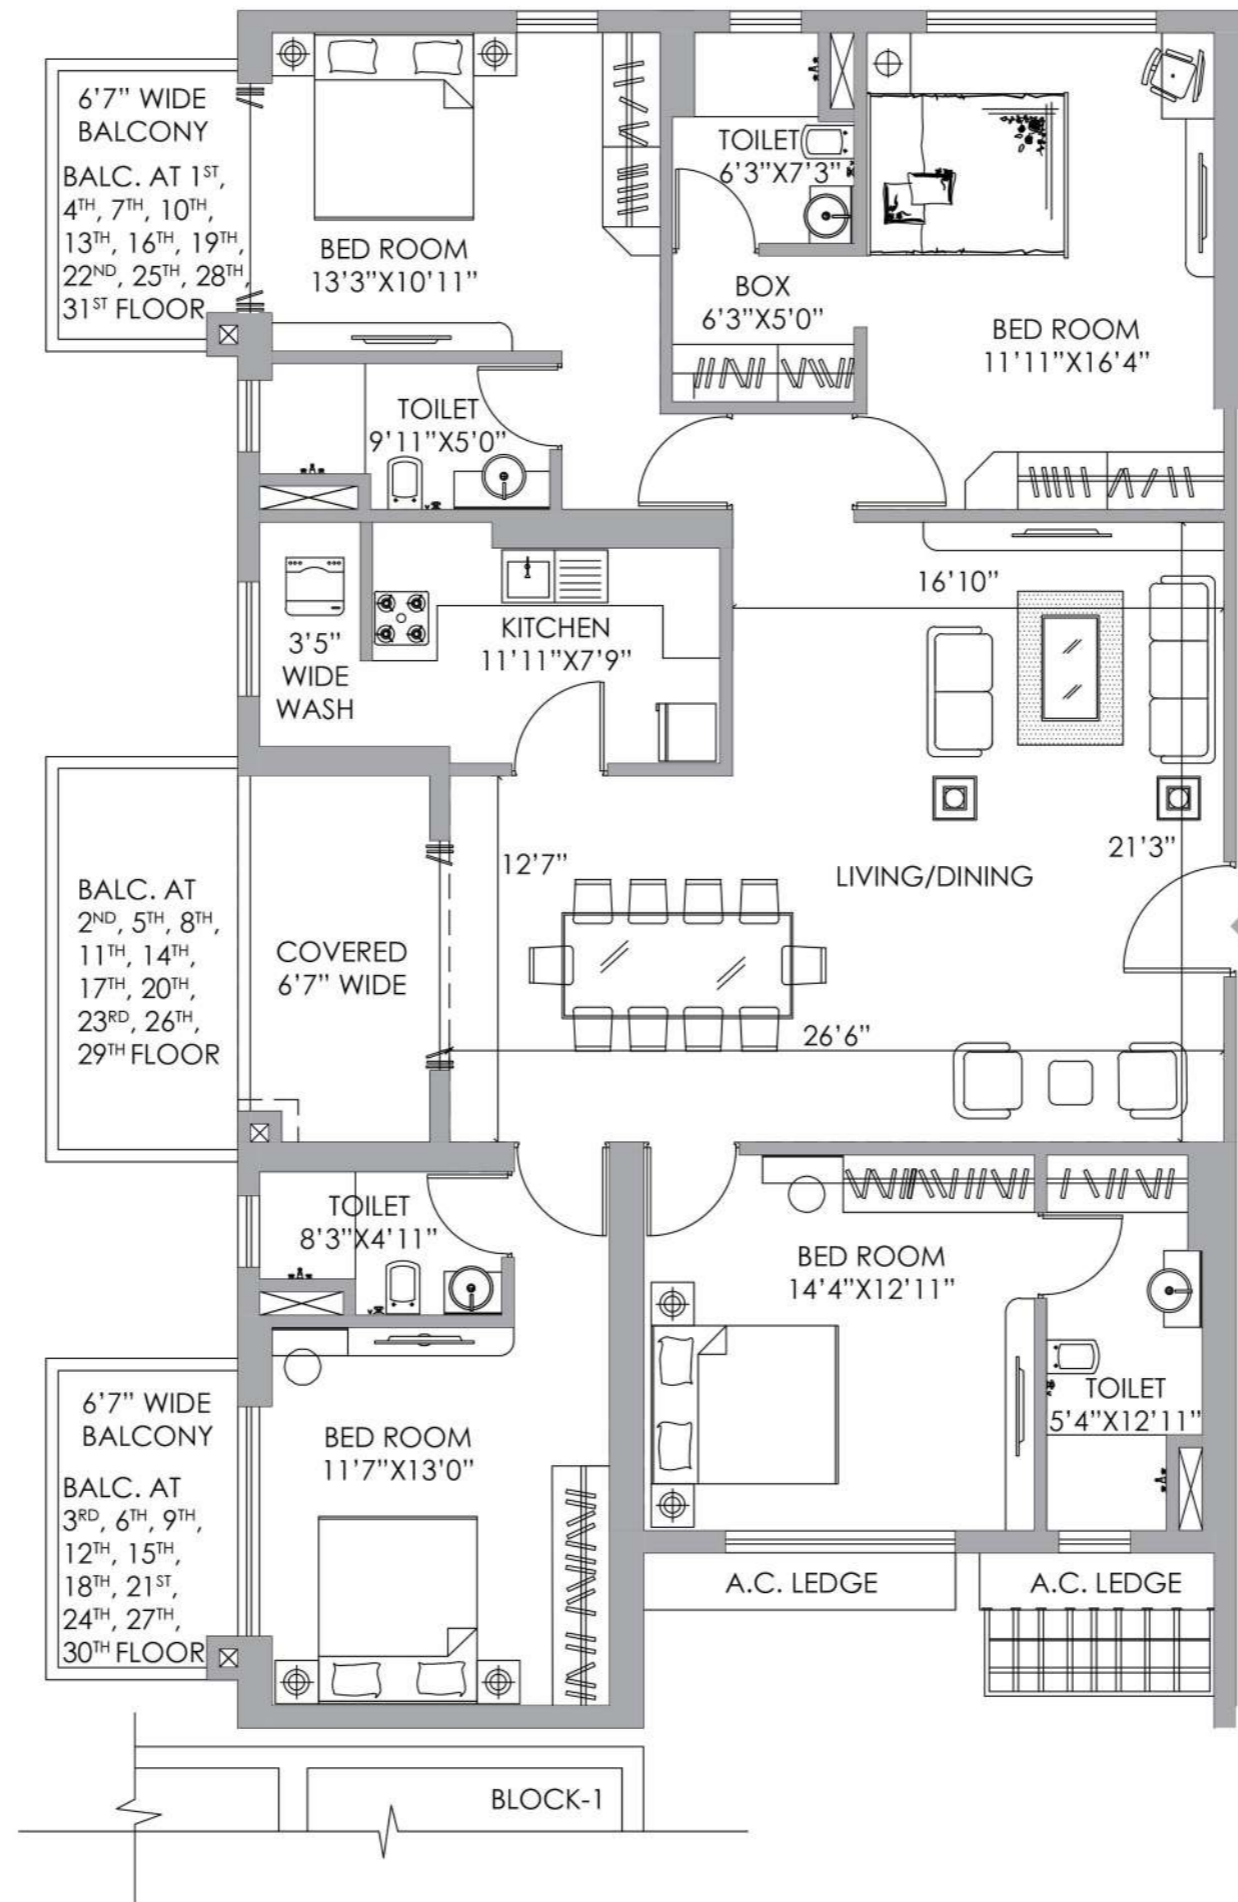 6'7” WIDE
BALCONY
BALC. AT 1ST,
4TH, 7TH, 10TH,
13TH, 16TH, 19TH,
22ND, 25TH, 28TH,
31ST FLOOR
BED ROOM
13'3”X10'11”
TOILET
6'3”X7'3”
BOX
6'3”X5'0”
BED ROOM
11'11”X16'4”
TOILET
9'11”X5'0”
3'5”
WIDE
WASH
KITCHEN
11'11”X7'9”
16'10”
12'7”
LIVING/DINING
21'3”
26'6”
BALC. AT
2ND, 5TH, 8TH,
11TH, 14TH,
17TH, 20TH,
23RD, 26TH,
29TH FLOOR
COVERED
6'7” WIDE
TOILET
8'3”X4'11”
BED ROOM
14'4”X12'11”
TOILET
5'4”X12'11”
6'7” WIDE
BALCONY
BALC. AT
3RD, 6TH, 9TH,
12TH, 15TH,
18TH, 21ST,
24TH, 27TH,
30TH FLOOR
BED ROOM
11'7”X13'0”
A.C. LEDGE
A.C. LEDGE
BLOCK-1